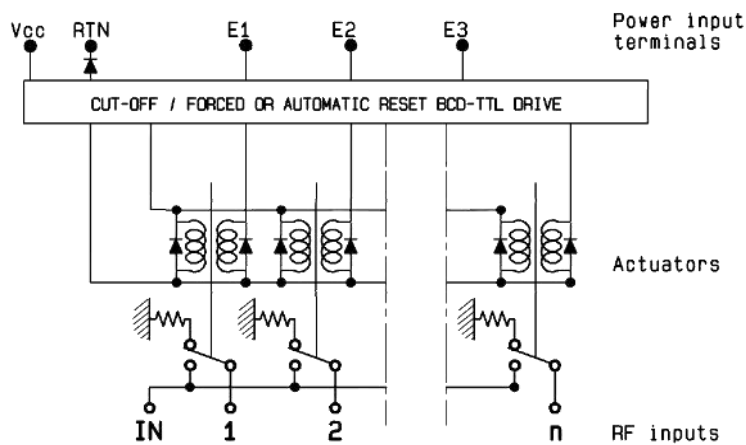 Vcc RTN E1 E2 E3 Power input
terminals
CUT-OFF / FORCED OR AUTOMATIC RESET BCD-TTL DRIVE
Actuators
IN 1 2 n RF inputs